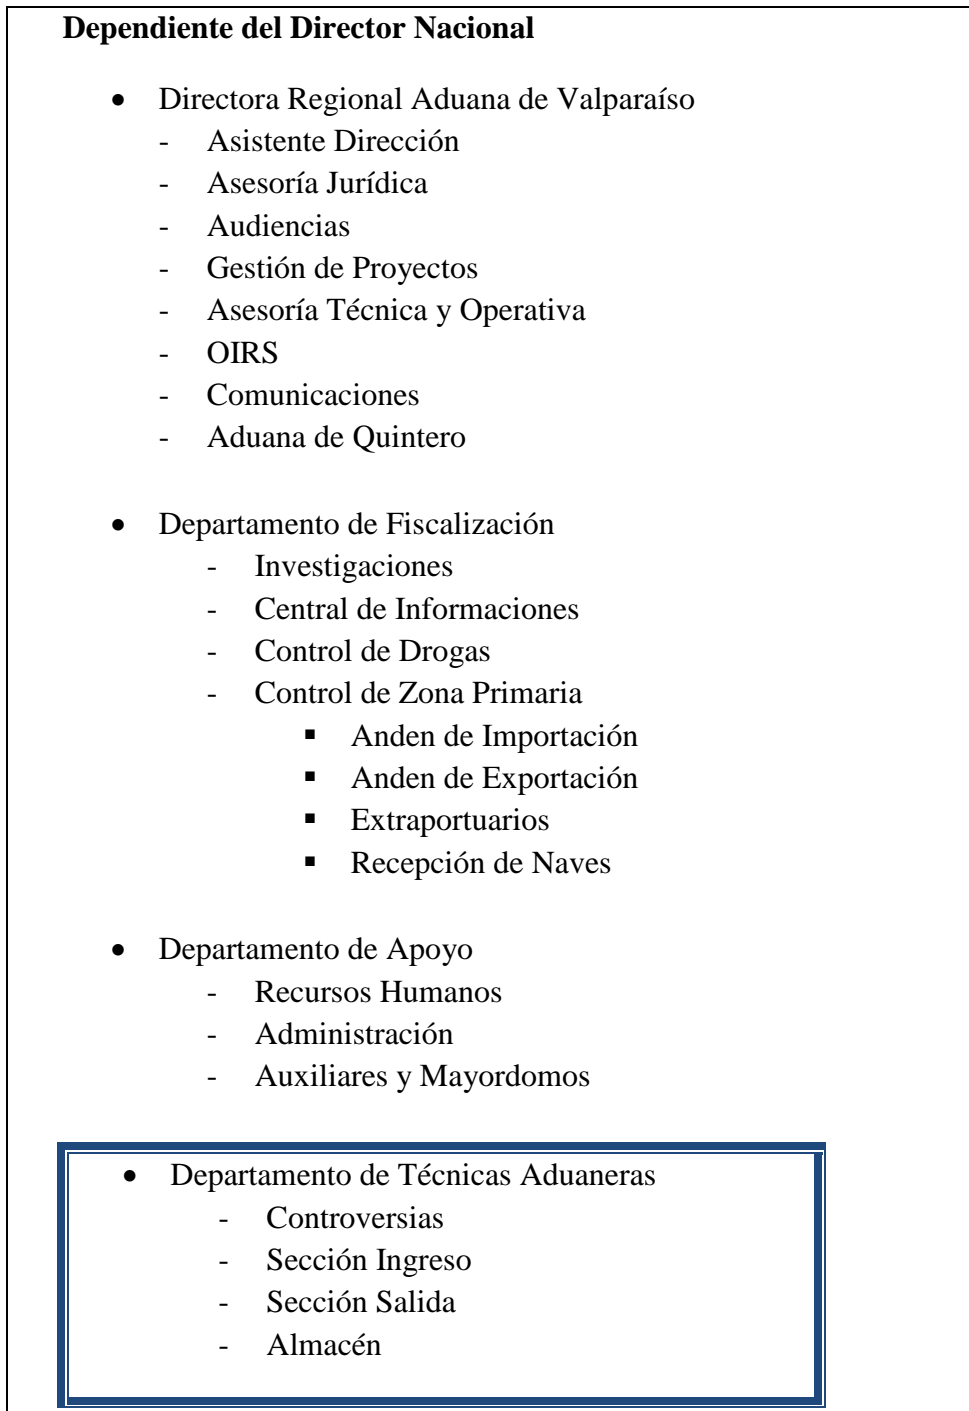 Dependiente del Director Nacional
• Directora Regional Aduana de Valparaíso
- Asistente Dirección
- Asesoría Jurídica
- Audiencias
- Gestión de Proyectos
- Asesoría Técnica y Operativa
- OIRS
- Comunicaciones
- Aduana de Quintero
• Departamento de Fiscalización
- Investigaciones
- Central de Informaciones
- Control de Drogas
- Control de Zona Primaria
▪ Anden de Importación
▪ Anden de Exportación
▪ Extraportuarios
▪ Recepción de Naves
• Departamento de Apoyo
- Recursos Humanos
- Administración
- Auxiliares y Mayordomos
• Departamento de Técnicas Aduaneras
- Controversias
- Sección Ingreso
- Sección Salida
- Almacén